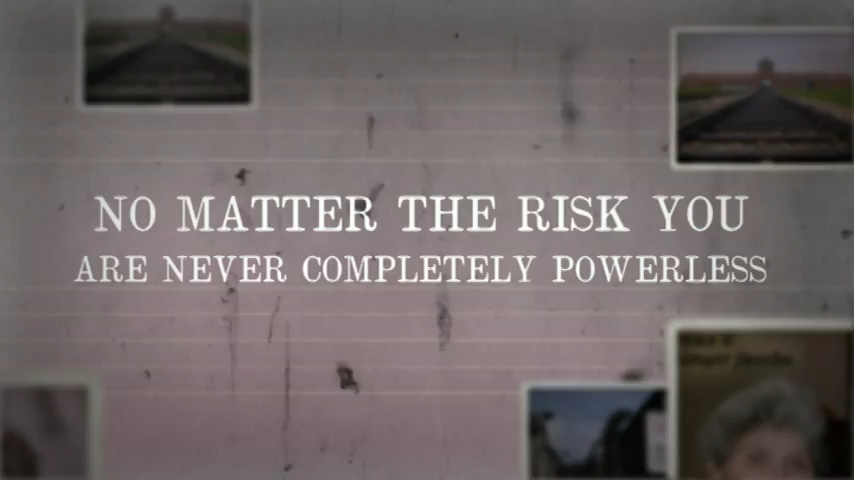 NO MATTER THE RISK YOU
ARE NEVER COMPLETELY POWERLESS